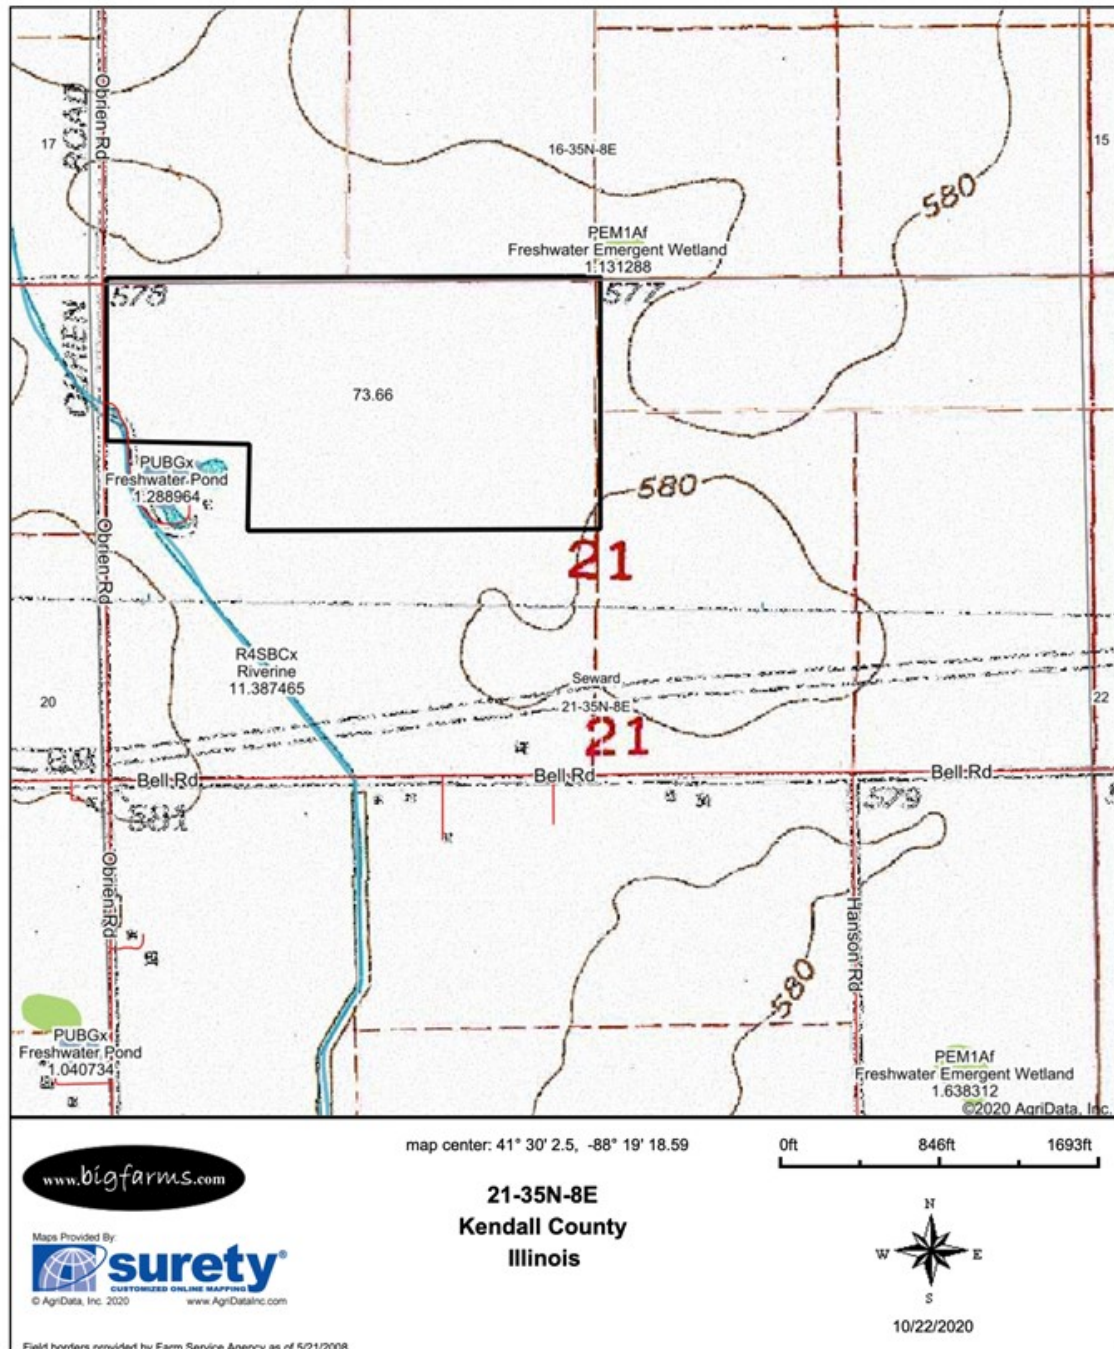 Obrien Rd
ROAD
17
16-35N-8E
15
580
PEM1Af
Freshwater Emergent Wetland
1.131288
578
577
73.66
PUBGx
Freshwater Pond
1.288964
580
Obrien Rd
21
R4SBCx
Riverine
11.387465
Seward
20
21-35N-8E
22
21
Bell Rd
Bell Rd
Bell Rd
581
579
Obrien Rd
Hanson Rd
580
PUBGx
Freshwater Pond
1.040734
PEM1Af
Freshwater Emergent Wetland
1.638312
©2020 AgriData, Inc.
map center: 41° 30' 2.5, -88° 19' 18.59
0ft 846ft 1693ft
www.bigfarms.com
21-35N-8E
Kendall County
Illinois
Maps Provided By:
surety®
CUSTOMIZED ONLINE MAPPING
© AgriData, Inc. 2020 www.AgriDataInc.com
N
W E
S
10/22/2020
Field borders provided by Farm Service Agency as of 5/21/2008.